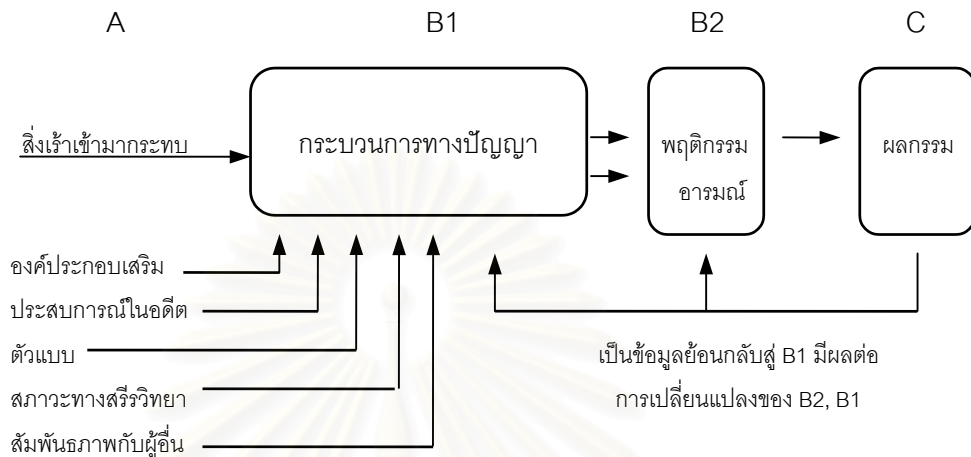 A B1 B2 C
สิ่งเร้าเข้ามากระทบ
กระบวนการทางปัญญา
พฤติกรรม
อารมณ์
ผลกรรม
องค์ประกอบเสริม
ประสบการณ์ในอดีต
ตัวแบบ
สภาวะทางสรีรวิทยา
สัมพันธภาพกับผู้อื่น
เป็นข้อมูลย้อนกลับสู่ B1 มีผลต่อ
การเปลี่ยนแปลงของ B2, B1